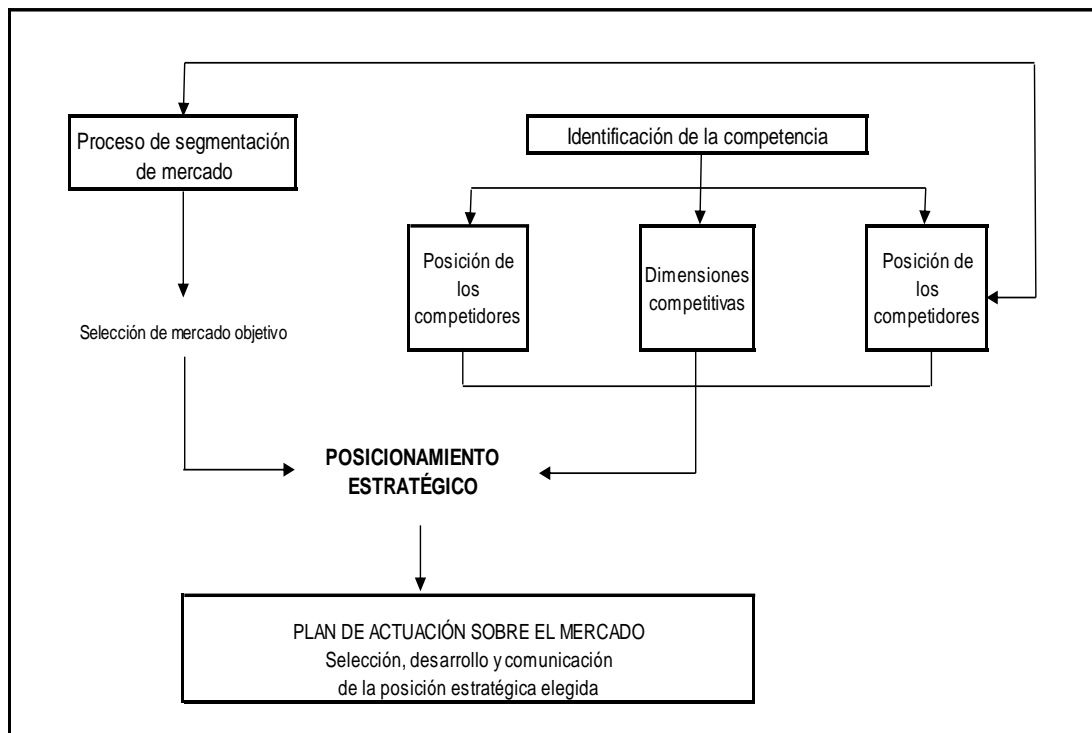 Proceso de segmentación
de mercado
Identificación de la competencia
Posición de
los
competidores
Dimensiones
competitivas
Posición de
los
competidores
Selección de mercado objetivo
POSICIONAMIENTO
ESTRATÉGICO
PLAN DE ACTUACIÓN SOBRE EL MERCADO
Selección, desarrollo y comunicación
de la posición estratégica elegida